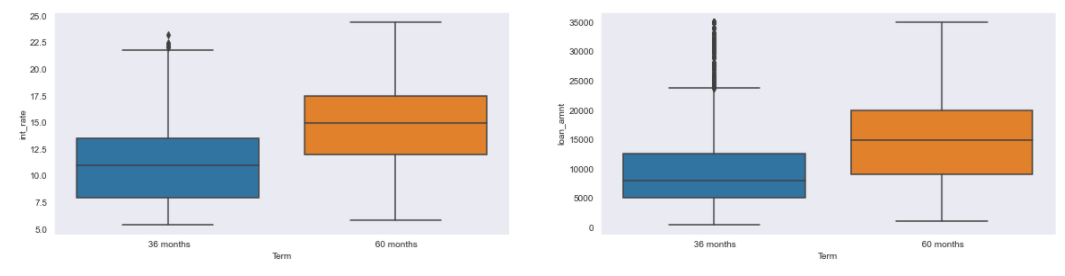 25.0
22.5
20.0
17.5
15.0
12.5
10.0
7.5
5.0
int_rate
36 months
60 months
Term
35000
30000
25000
20000
15000
10000
5000
0
loan_amnt
36 months
60 months
Term